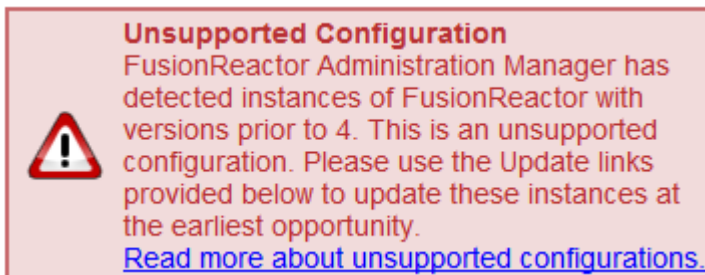 Unsupported Configuration
FusionReactor Administration Manager has
detected instances of FusionReactor with
versions prior to 4. This is an unsupported
configuration. Please use the Update links
provided below to update these instances at
the earliest opportunity.
Read more about unsupported configurations.